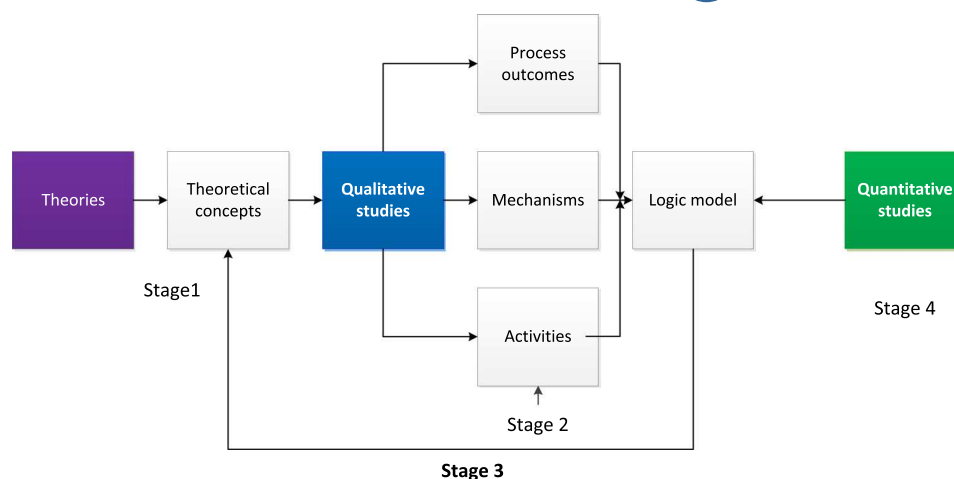 Process
outcomes
Theories
Theoretical
concepts
Qualitative
studies
Mechanisms
Logic model
Quantitative
studies
Stage1
Stage 4
Activities
Stage 2
Stage 3